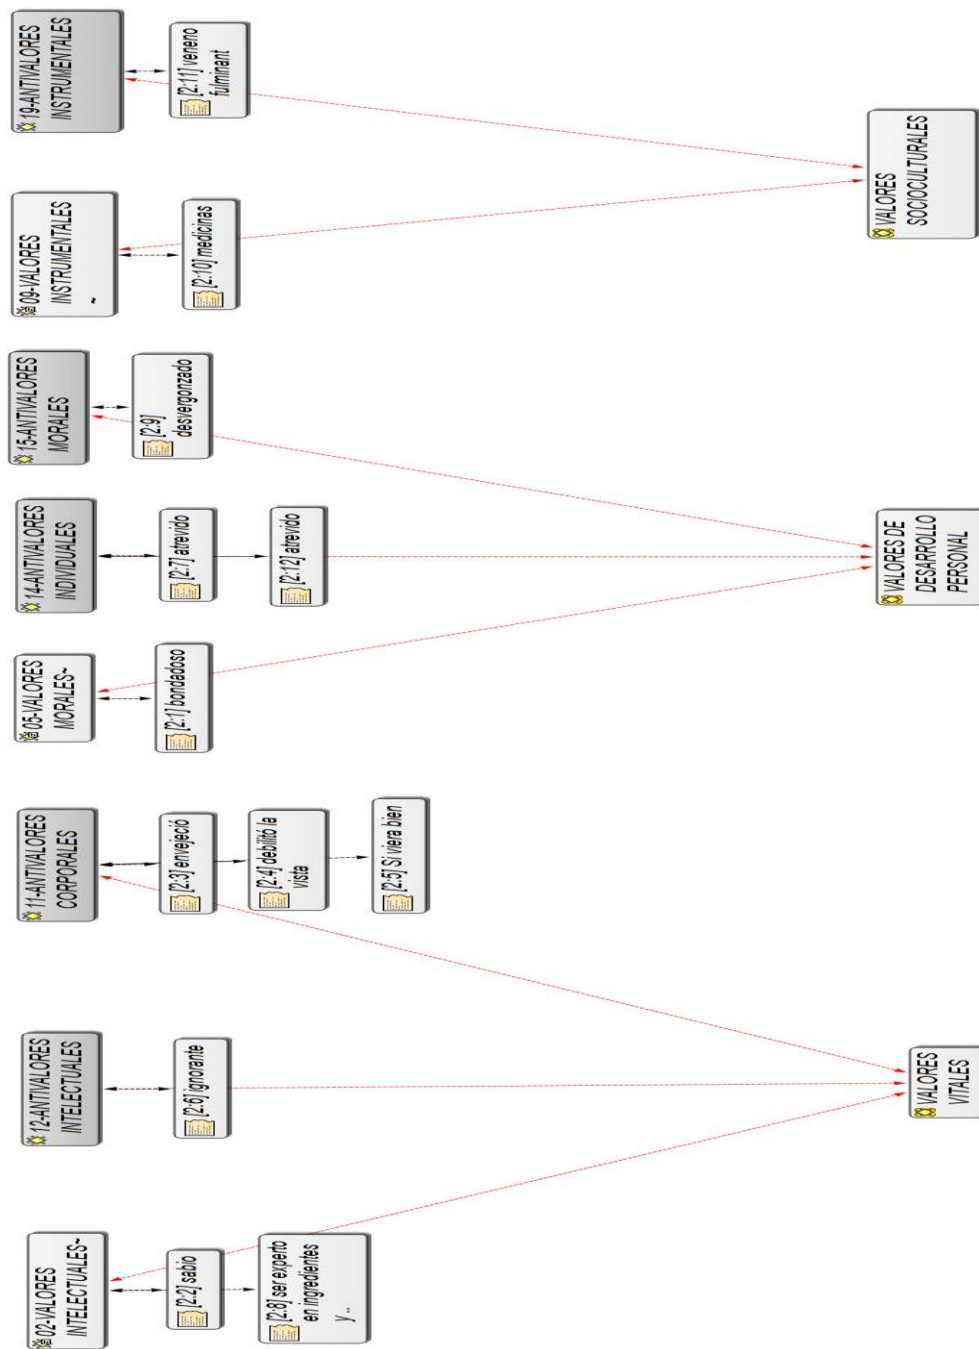 02-VALORES
INTELECTUALES~
[2:2] sabio
[2:8] ser experto
en ingredientes
y ..
12-ANTIVALORES
INTELECTUALES
[2:6] ignorante
11-ANTIVALORES
CORPORALES
[2:3] envejeció
[2:4] debilitó la
vista
[2:5] Si viera bien
VALORES
VITALES
05-VALORES
MORALES~
[2:1] bondadoso
14-ANTIVALORES
INDIVIDUALES
[2:7] atrevido
[2:12] atrevido
15-ANTIVALORES
MORALES
[2:9]
desvergonzado
VALORES DE
DESARROLLO
PERSONAL
09-VALORES
INSTRUMENTALES
~
[2:10] medicinas
19-ANTIVALORES
INSTRUMENTALES
[2:11] veneno
fulminant
VALORES
SOCIOCULTURALES